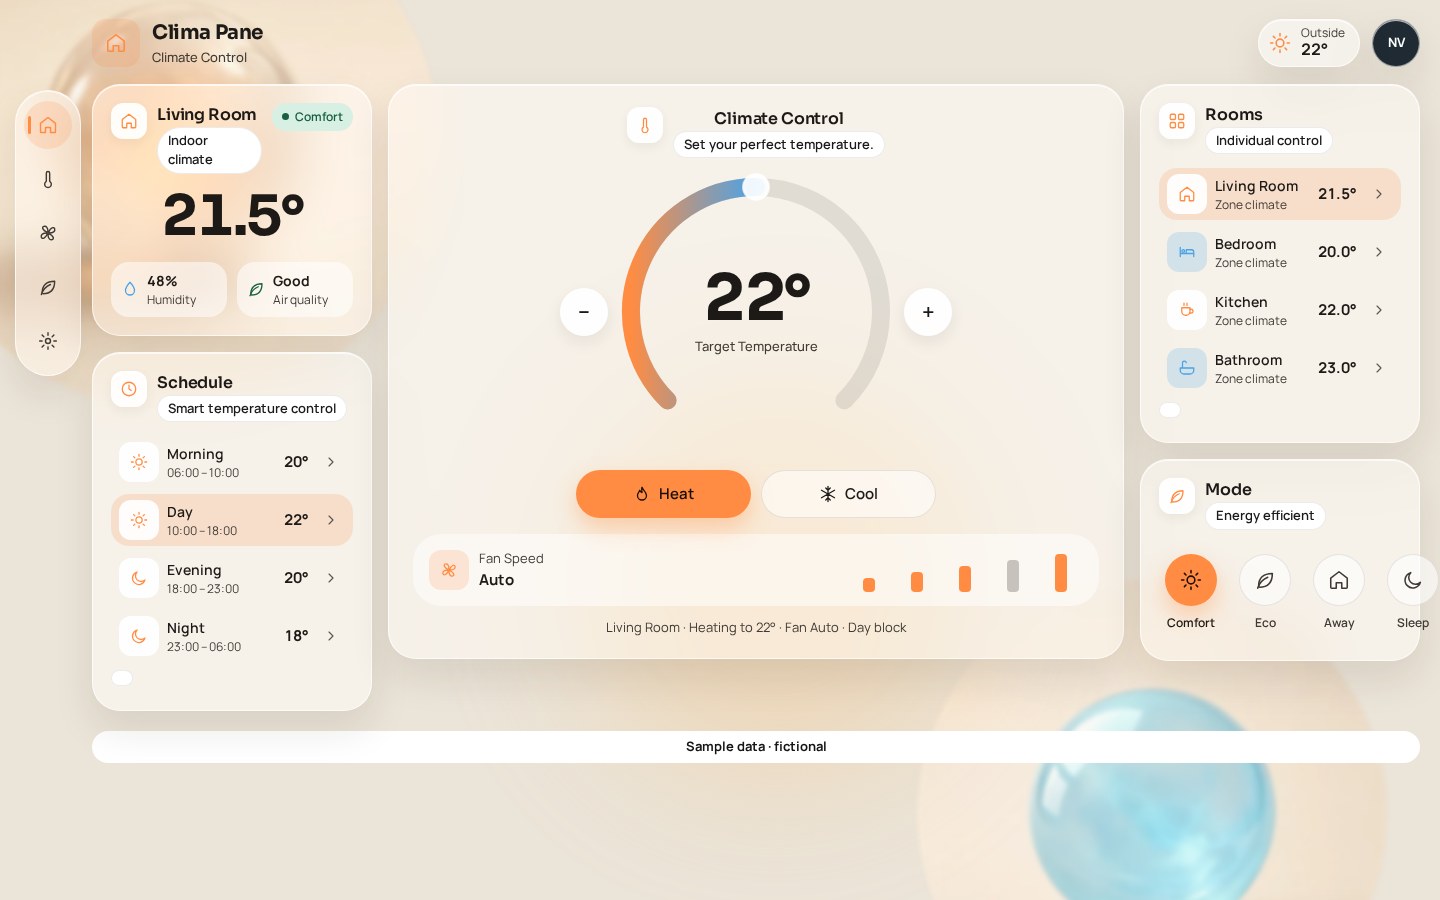 Clima Pane
Climate Control
Outside
22°
NV
Living Room
Comfort
Indoor
climate
21.5°
48%
Humidity
Good
Air quality
Schedule
Smart temperature control
Morning
06:00 – 10:00
20°
Day
10:00 – 18:00
22°
Evening
18:00 – 23:00
20°
Night
23:00 – 06:00
18°
Climate Control
Set your perfect temperature.
22°
Target Temperature
−
+
Heat
Cool
Fan Speed
Auto
Living Room · Heating to 22° · Fan Auto · Day block
Rooms
Individual control
Living Room
Zone climate
21.5°
Bedroom
Zone climate
20.0°
Kitchen
Zone climate
22.0°
Bathroom
Zone climate
23.0°
Mode
Energy efficient
Comfort
Eco
Away
Sleep
Sample data · fictional